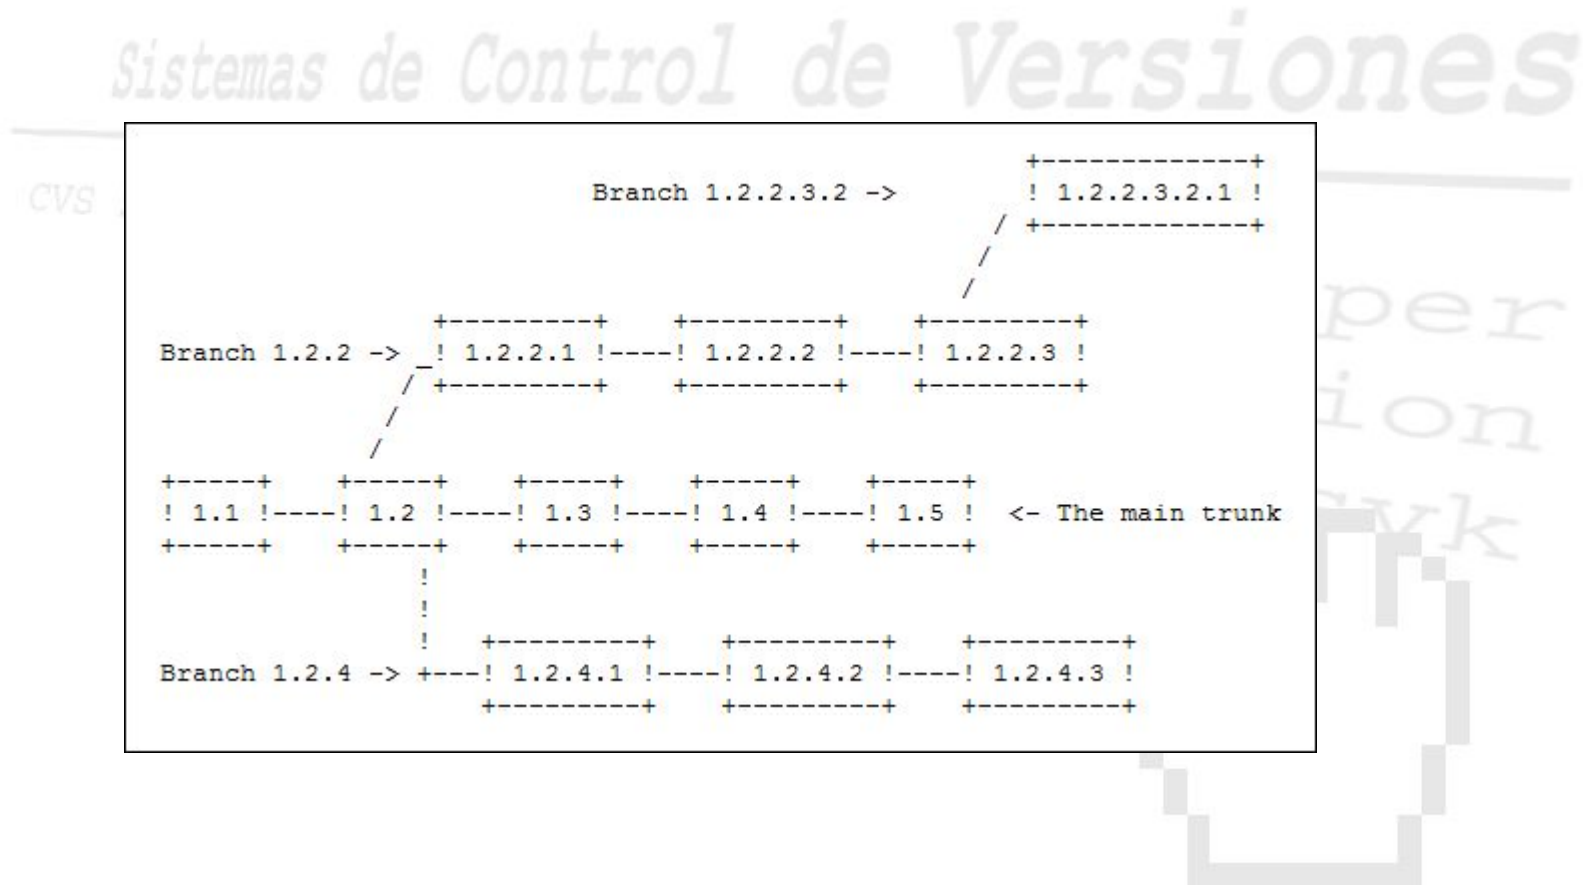 Sistemas de Control de Versiones
CVS
Branch 1.2.2.3.2 -> ! 1.2.2.3.2.1 !
Branch 1.2.2 -> _! 1.2.2.1 !----! 1.2.2.2 !----! 1.2.2.3 !
! 1.1 !----! 1.2 !----! 1.3 !----! 1.4 !----! 1.5 ! <- The main trunk
Branch 1.2.4 -> +---! 1.2.4.1 !----! 1.2.4.2 !----! 1.2.4.3 !
per
ion